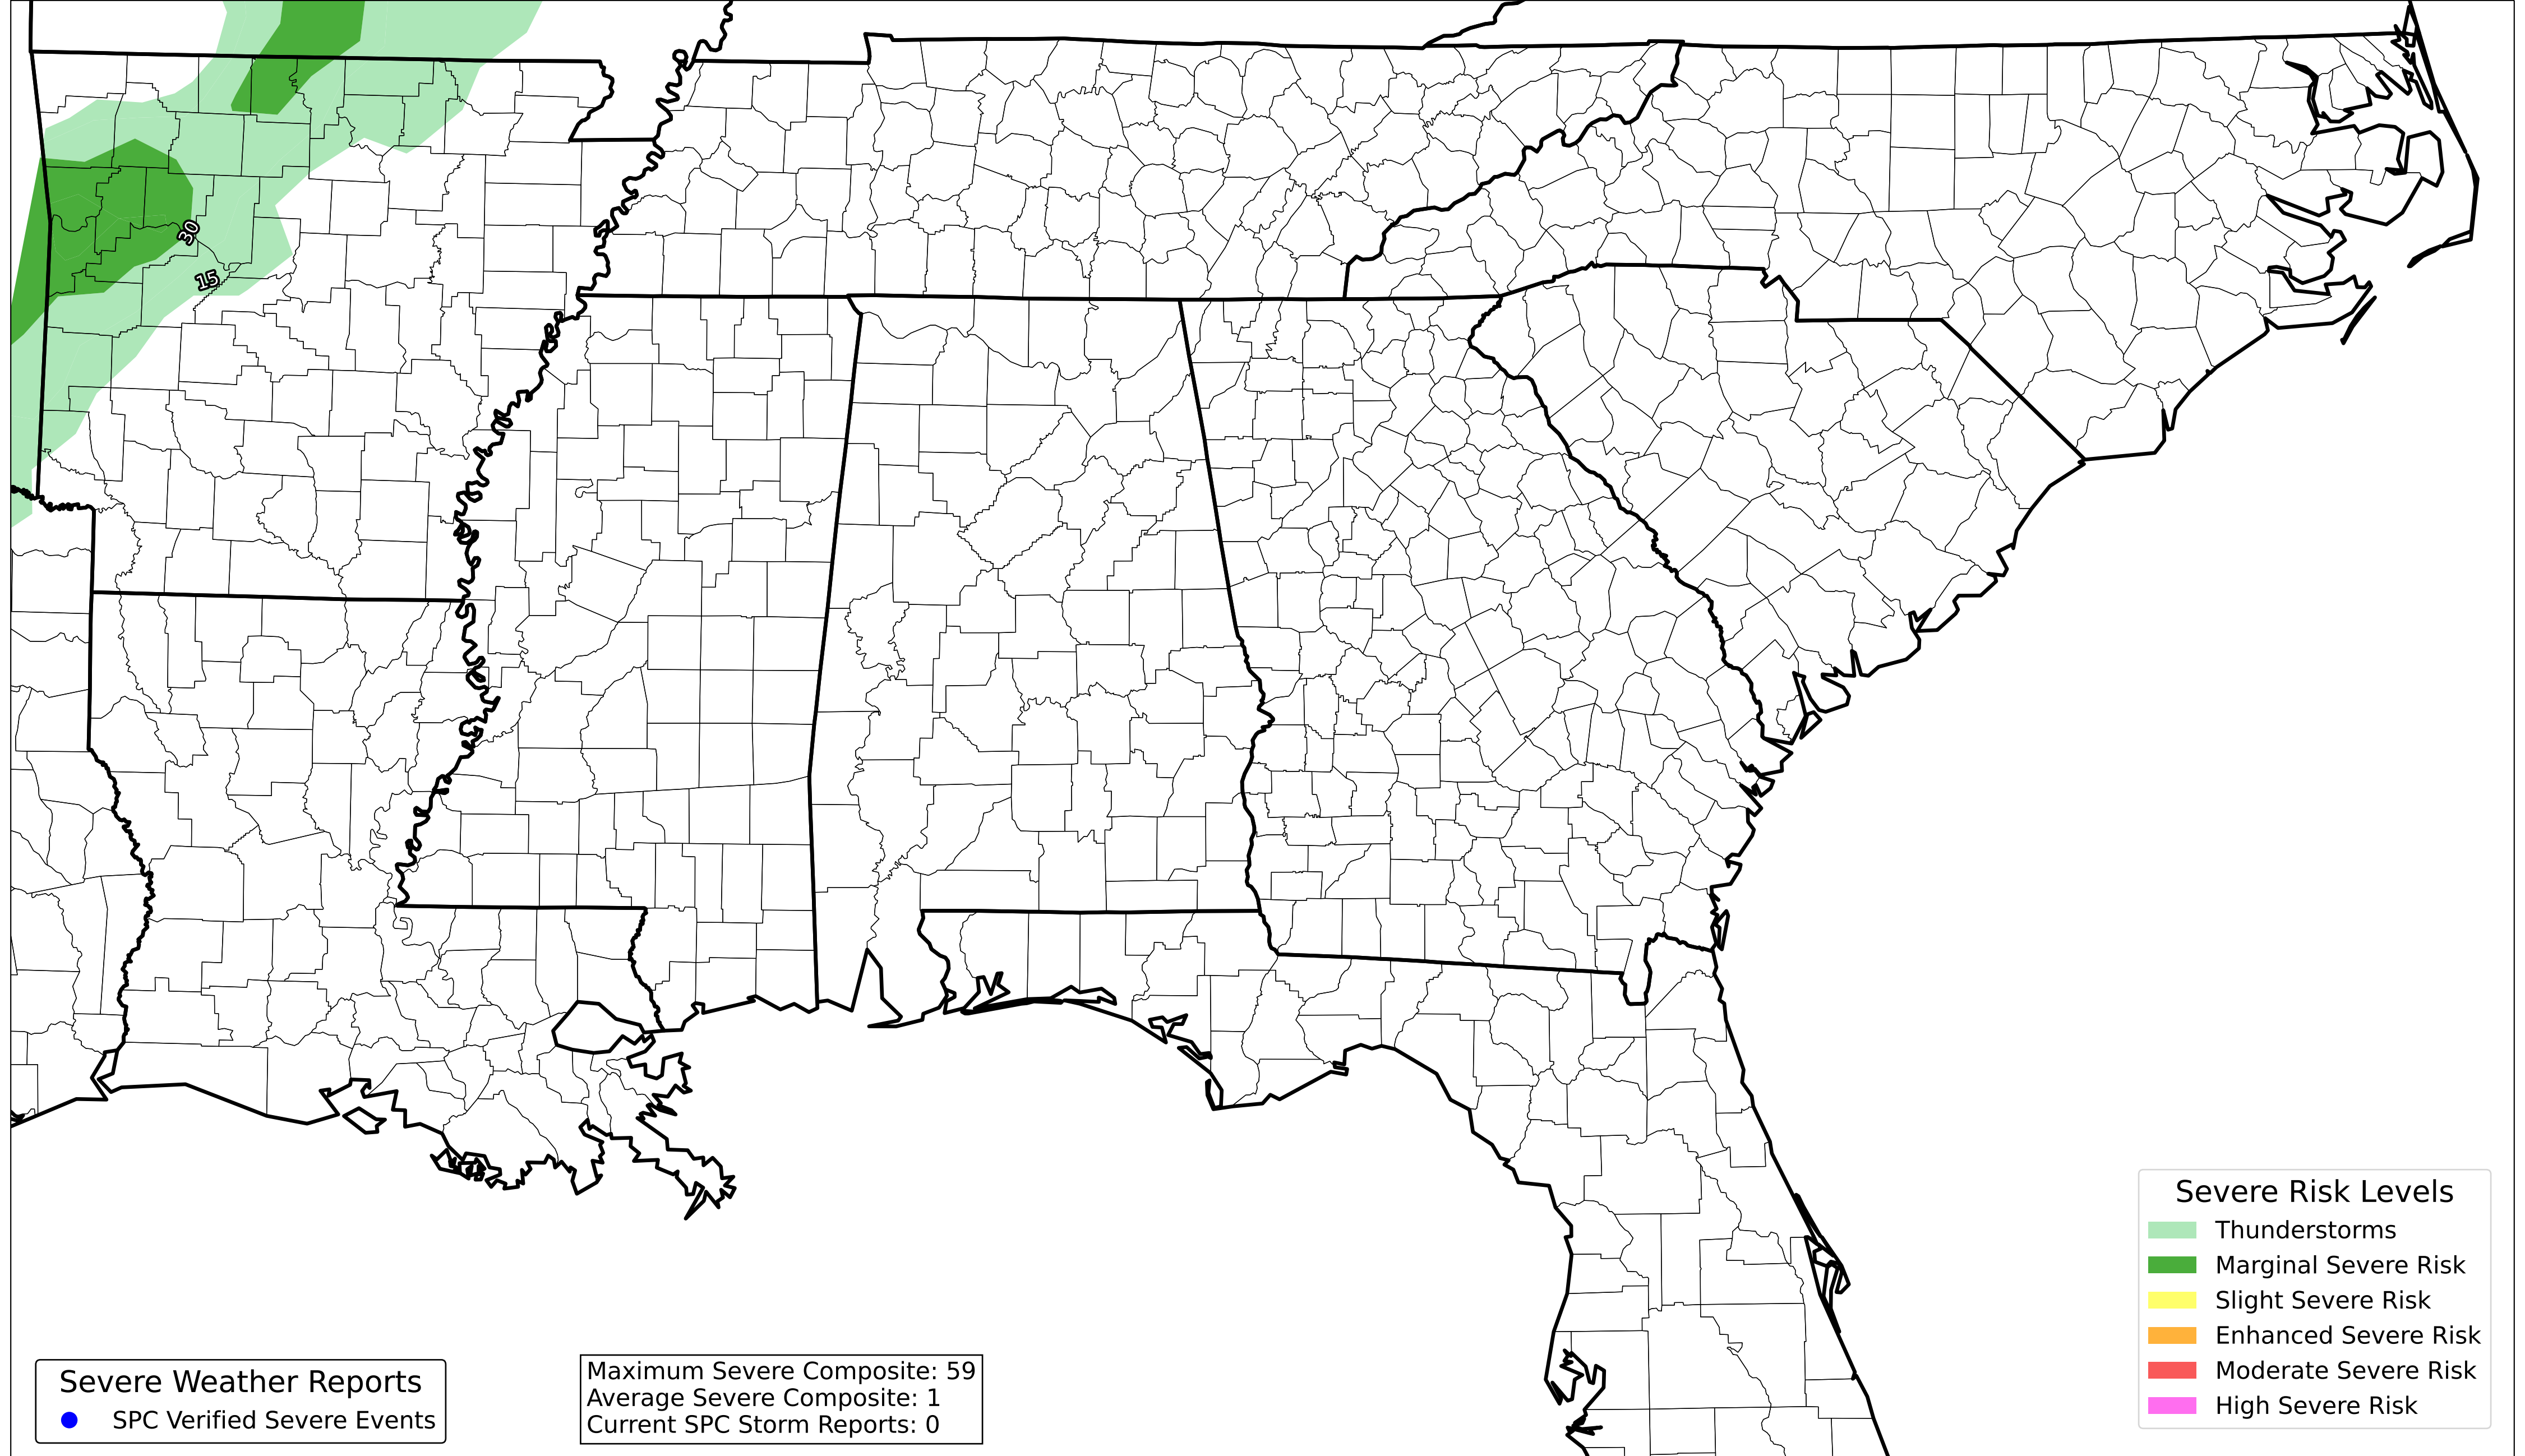 30
15
Severe Risk Levels
Thunderstorms
Marginal Severe Risk
Slight Severe Risk
Enhanced Severe Risk
Moderate Severe Risk
High Severe Risk
Severe Weather Reports
SPC Verified Severe Events
Maximum Severe Composite: 59
Average Severe Composite: 1
Current SPC Storm Reports: 0